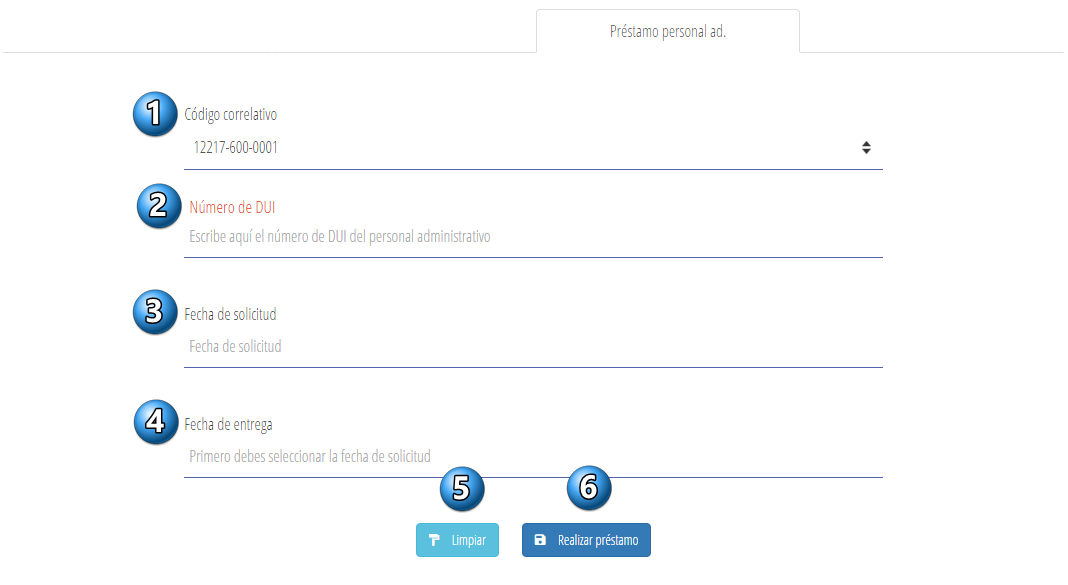 Préstamo personal ad.
1 Código correlativo
12217-600-0001
2 Número de DUI
Escribe aquí el número de DUI del personal administrativo
3 Fecha de solicitud
Fecha de solicitud
4 Fecha de entrega
Primero debes seleccionar la fecha de solicitud
5 6
Limpiar Realizar préstamo